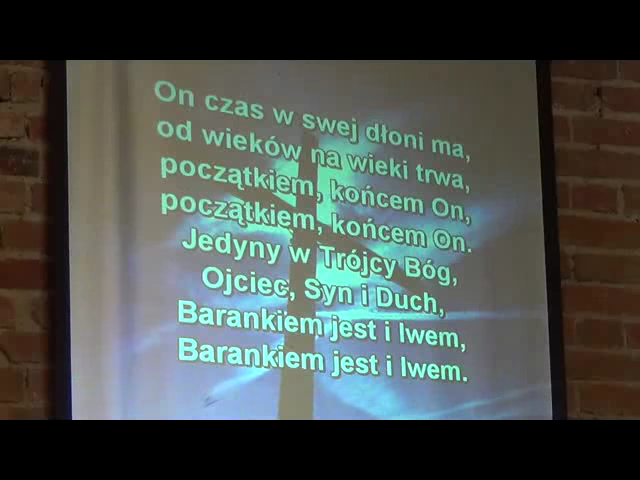 On czas w swej dłoni ma,
od wieków na wieki trwa,
początkiem, końcem On,
początkiem, końcem On.
Jedyny w Trójcy Bóg,
Ojciec, Syn i Duch,
Barankiem jest i lwem,
Barankiem jest i lwem.